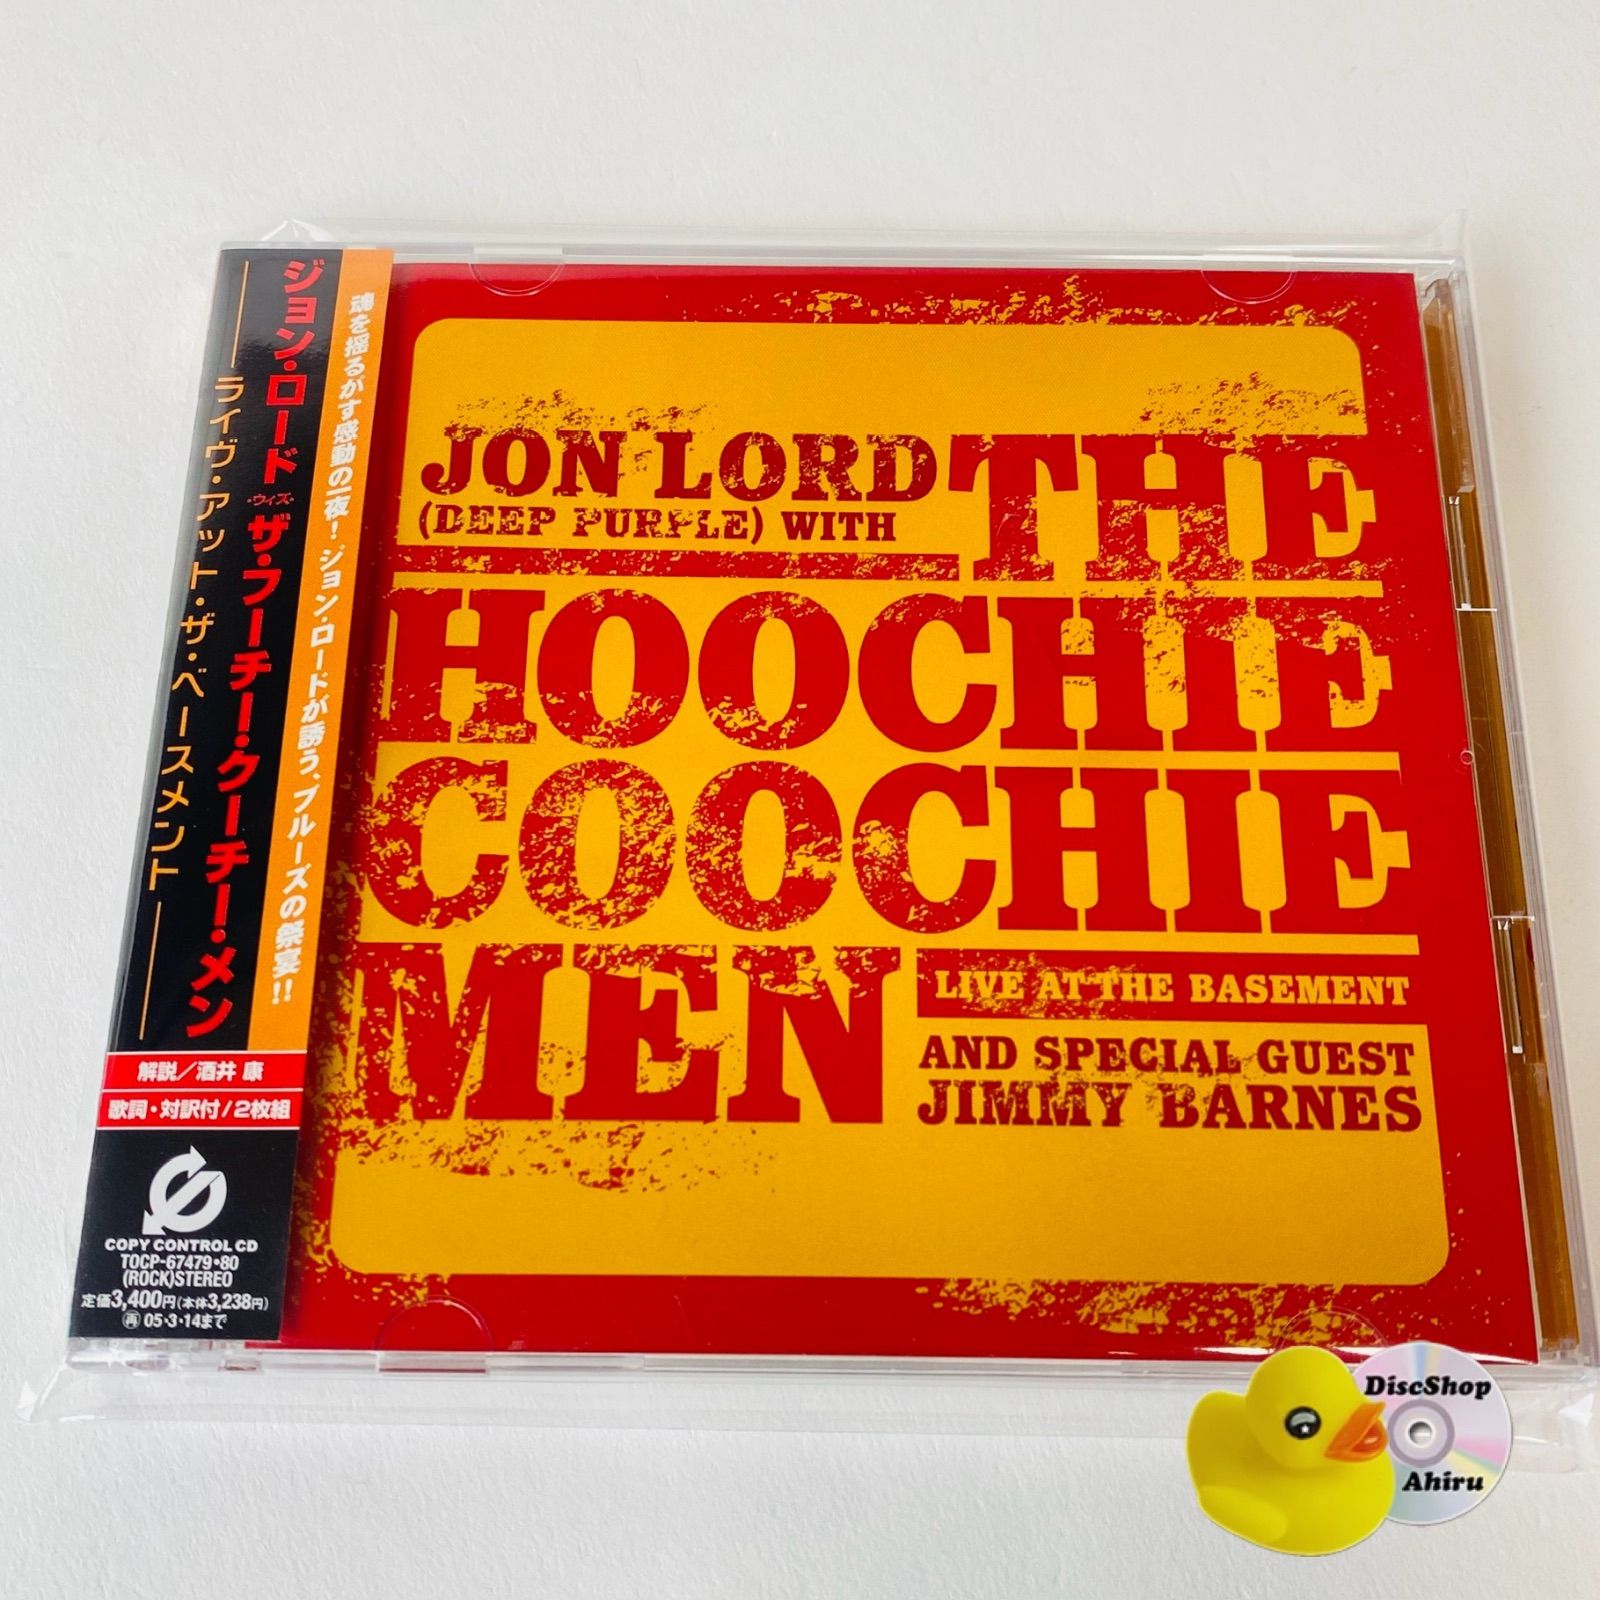 魂を揺るがす感動の一夜！ジョン・ロードが誘う、ブルーズの祭宴!!
ジョン・ロード・ウィズ・ザ・フーチー・クーチー・メン
ライヴ・アット・ザ・ベースメント
解説／酒井 康
歌詞・対訳付/2枚組
COPY CONTROL CD
TOCP-67479・80
(ROCK)STEREO
定価3,400円(本体3,238円)
再 05・3・14まで
JON LORD
(DEEP PURPLE) WITH
THE
HOOCHIE
COOCHIE
MEN
LIVE AT THE BASEMENT
AND SPECIAL GUEST
JIMMY BARNES
DiscShop
Ahiru